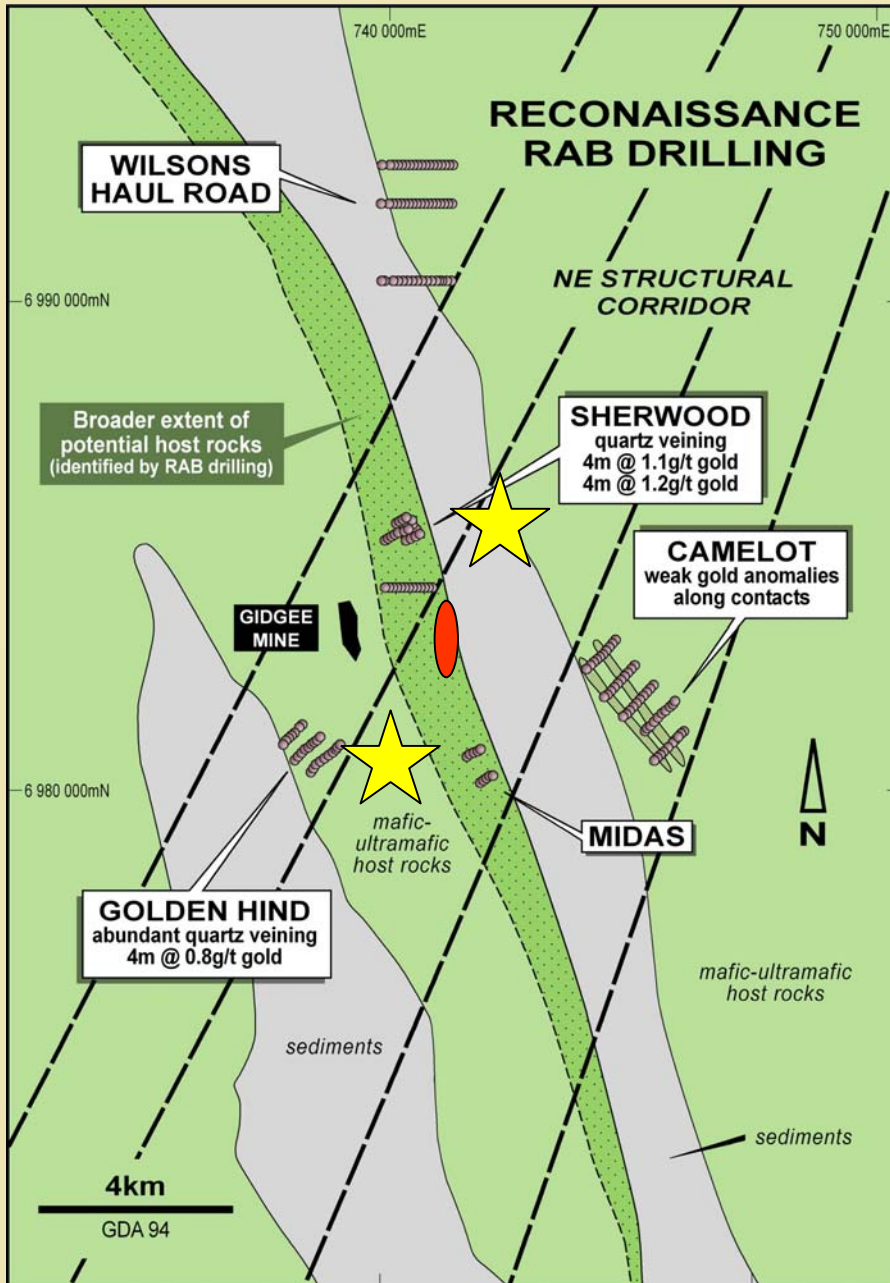 740 000mE
750 000mE
RECONAISSANCE
RAB DRILLING
WILSONS
HAUL ROAD
6 990 000mN
NE STRUCTURAL
CORRIDOR
Broader extent of
potential host rocks
(identified by RAB drilling)
SHERWOOD
quartz veining
4m @ 1.1g/t gold
4m @ 1.2g/t gold
CAMELOT
weak gold anomalies
along contacts
GIDGEE
MINE
6 980 000mN
mafic-
ultramafic
host rocks
MIDAS
N
GOLDEN HIND
abundant quartz veining
4m @ 0.8g/t gold
mafic-ultramafic
host rocks
sediments
sediments
4km
GDA 94